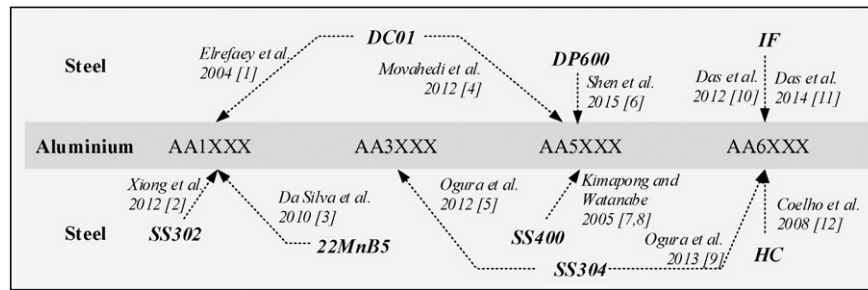 DC01
IF
Elrefaey et al.
2004 [1]
Steel
Movahedi et al.
2012 [4]
DP600
Shen et al.
2015 [6]
Das et al.
2012 [10]
Das et al.
2014 [11]
Aluminium AA1XXX AA3XXX AA5XXX AA6XXX
Xiong et al.
2012 [2]
Da Silva et al.
2010 [3]
Ogura et al.
2012 [5]
Kimapong and
Watanabe
2005 [7,8]
Coelho et al.
2008 [12]
Steel
SS302
22MnB5
SS400
Ogura et al.
2013 [9]
SS304
HC